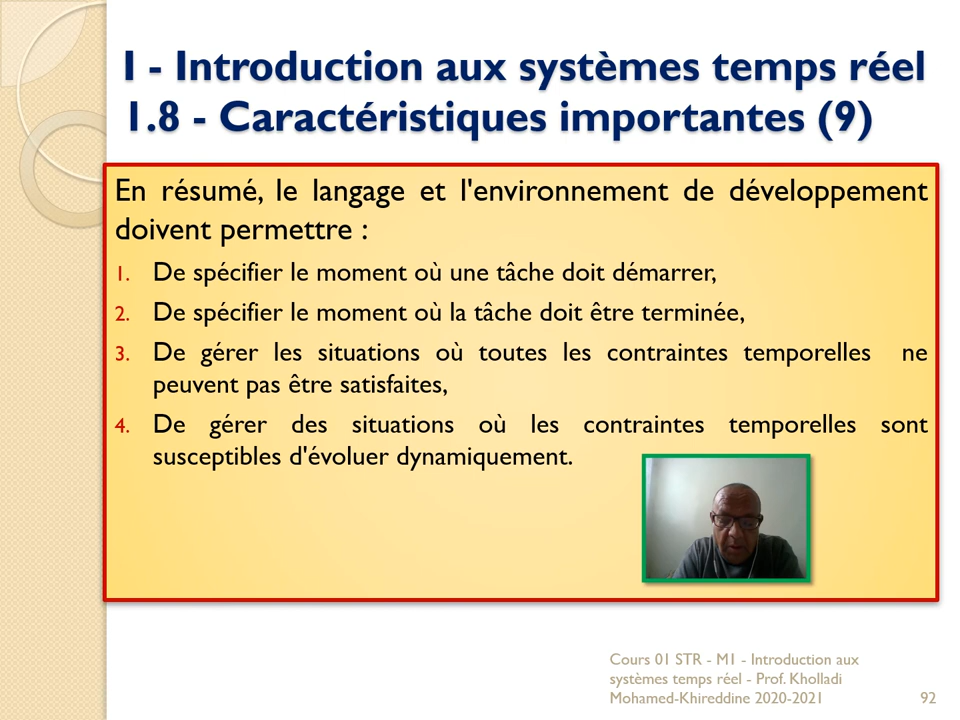 I - Introduction aux systèmes temps réel
1.8 - Caractéristiques importantes (9)
En résumé, le langage et l'environnement de développement
doivent permettre :
1. De spécifier le moment où une tâche doit démarrer,
2. De spécifier le moment où la tâche doit être terminée,
3. De gérer les situations où toutes les contraintes temporelles ne
peuvent pas être satisfaites,
4. De gérer des situations où les contraintes temporelles sont
susceptibles d'évoluer dynamiquement.
Cours 01 STR - M1 - Introduction aux
systèmes temps réel - Prof. Kholladi
Mohamed-Khireddine 2020-2021 92